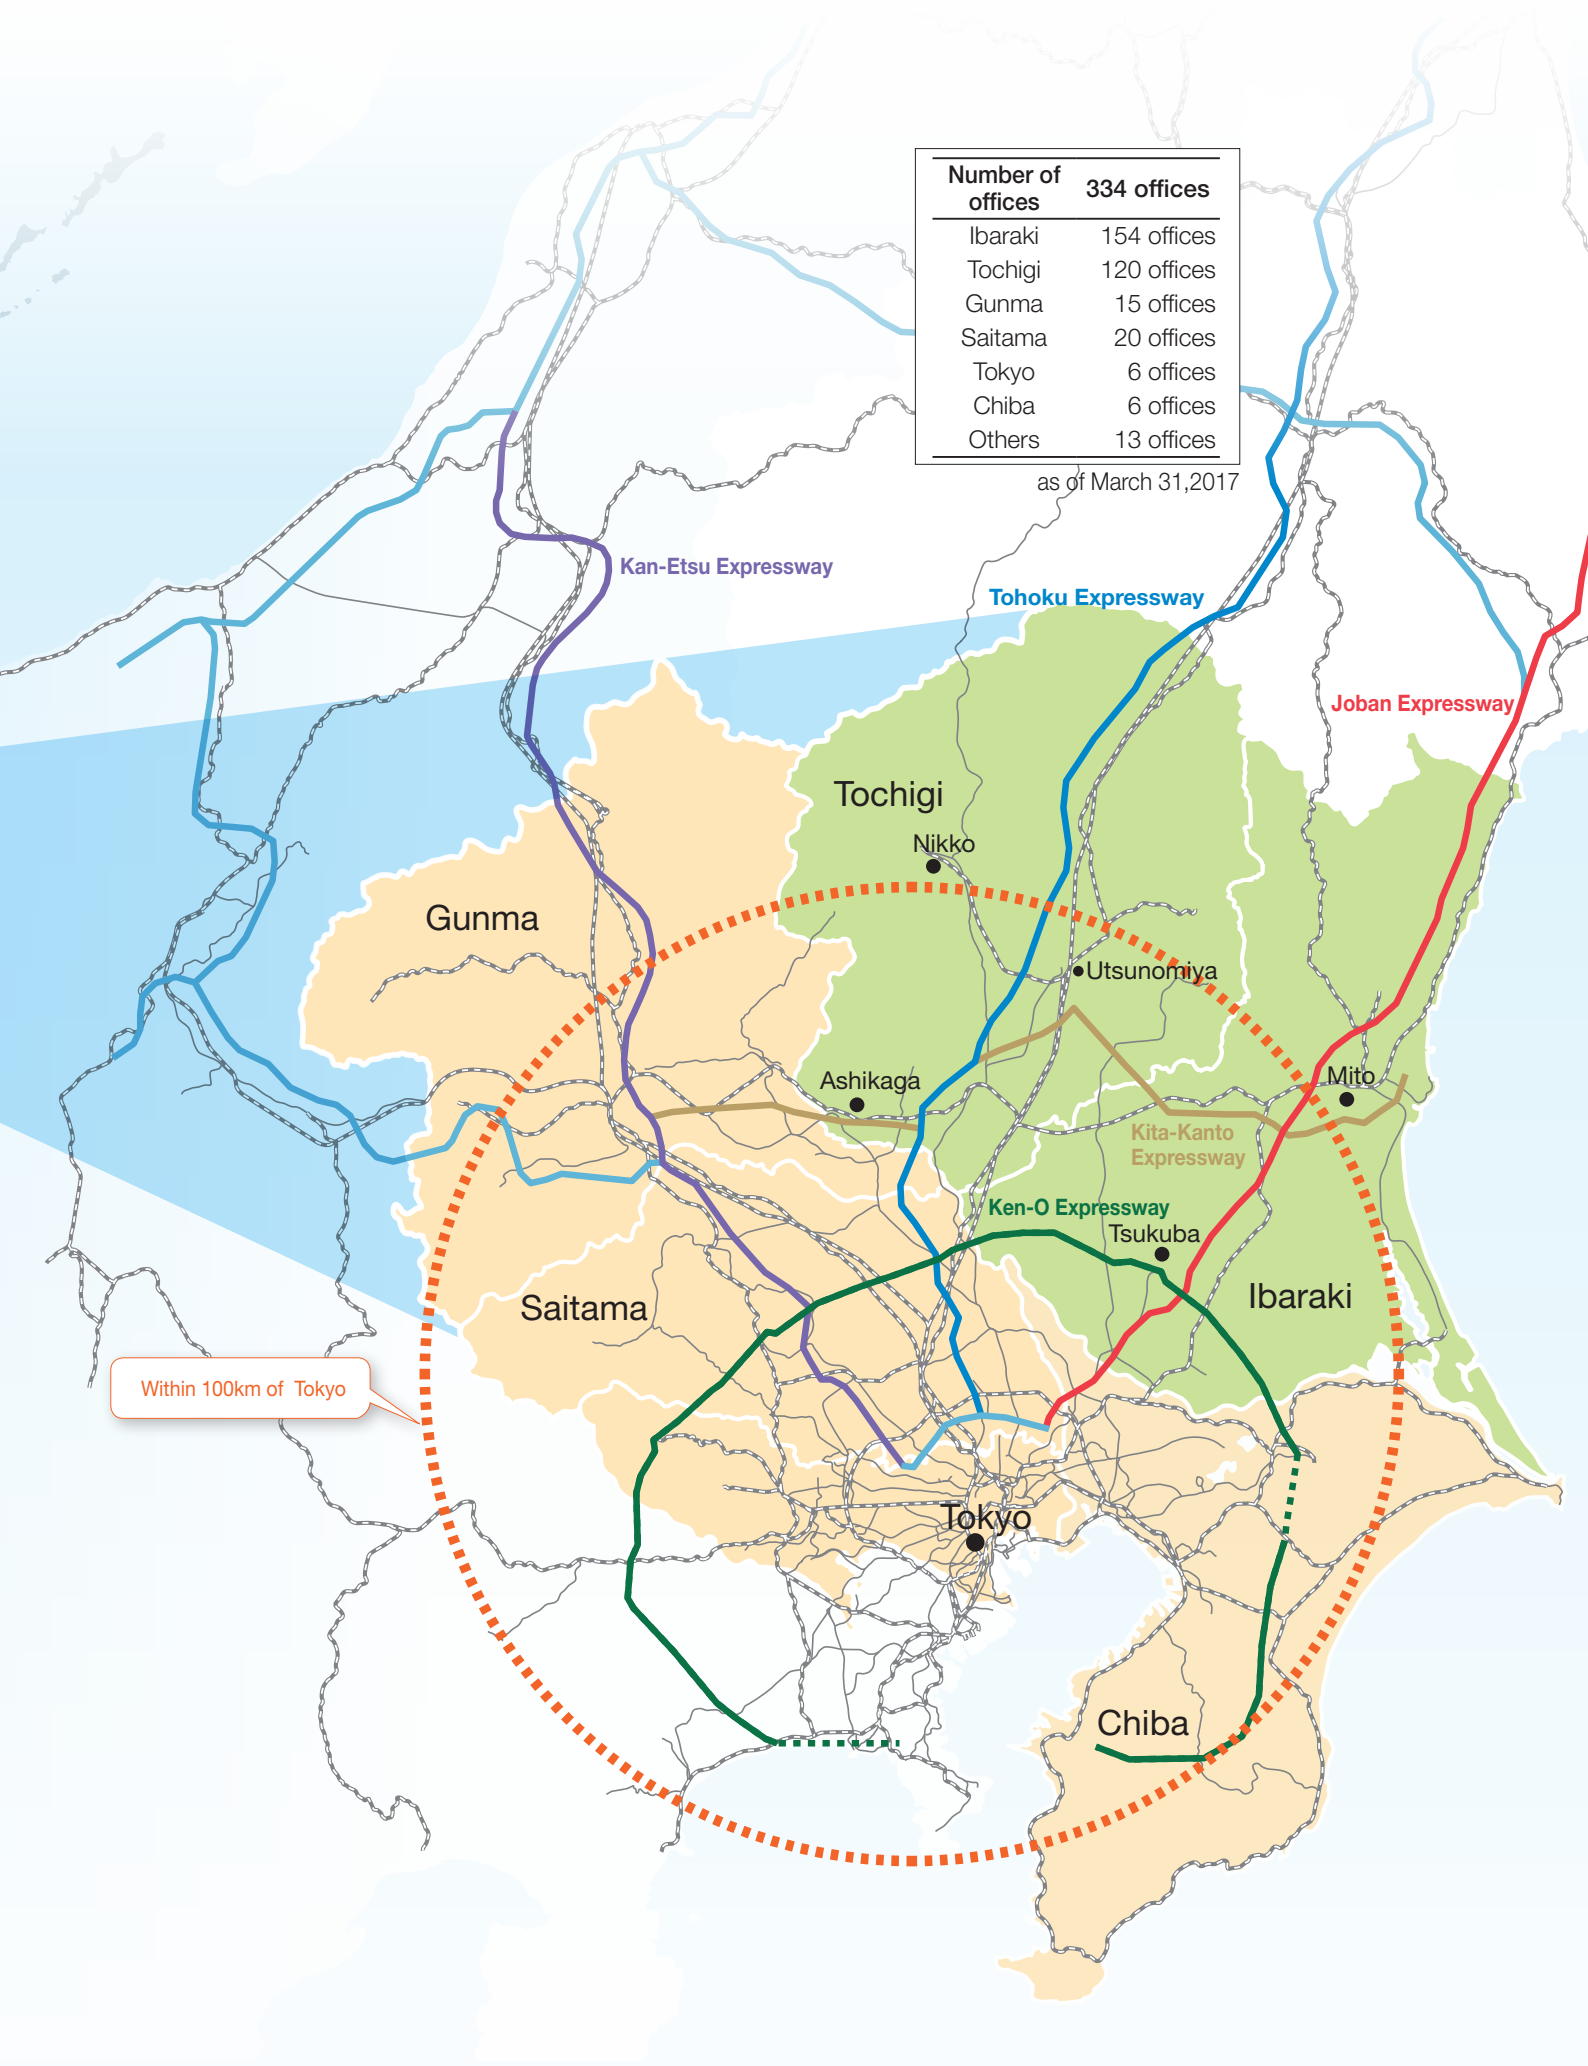 Number of
offices
334 offices
Ibaraki 154 offices
Tochigi 120 offices
Gunma 15 offices
Saitama 20 offices
Tokyo 6 offices
Chiba 6 offices
Others 13 offices
as of March 31,2017
Kan-Etsu Expressway
Tohoku Expressway
Joban Expressway
Tochigi
Nikko
Gunma
Utsunomiya
Ashikaga
Mito
Kita-Kanto
Expressway
Ken-O Expressway
Tsukuba
Ibaraki
Saitama
Within 100km of Tokyo
Tokyo
Chiba